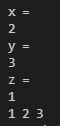 x =
2
y =
3
z =
1
1 2 3